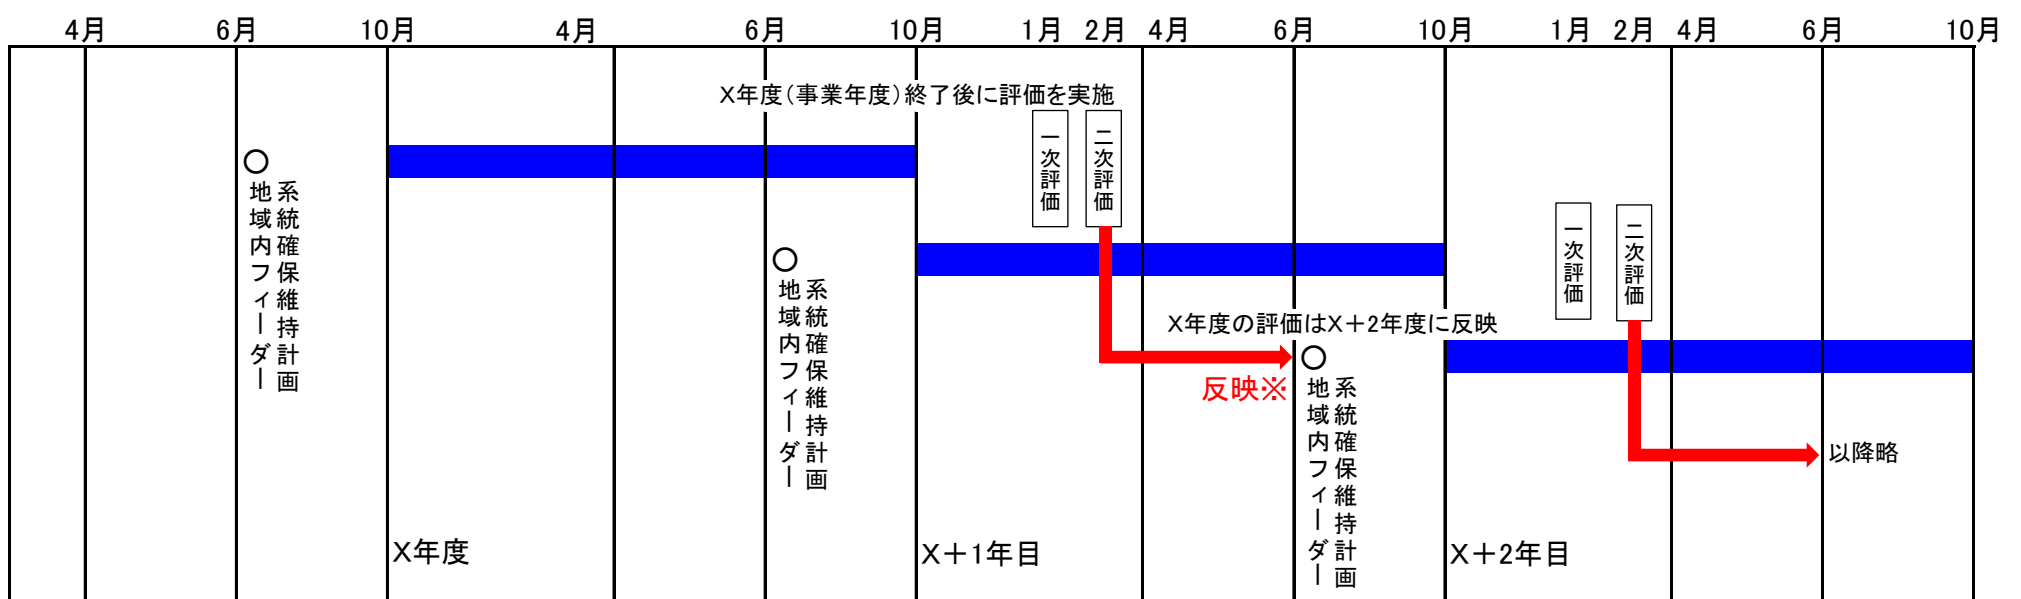 4月 6月 10月 4月 6月 10月 1月 2月 4月 6月 10月 1月 2月 4月 6月 10月
X年度（事業年度）終了後に評価を実施
一次評価
二次評価
○
系統確保維持計画
地域内フィーダー
○
系統確保維持計画
地域内フィーダー
一次評価
二次評価
X年度の評価はX＋2年度に反映
反映※
○
系統確保維持計画
地域内フィーダー
以降略
X年度
X＋1年目
X＋2年目